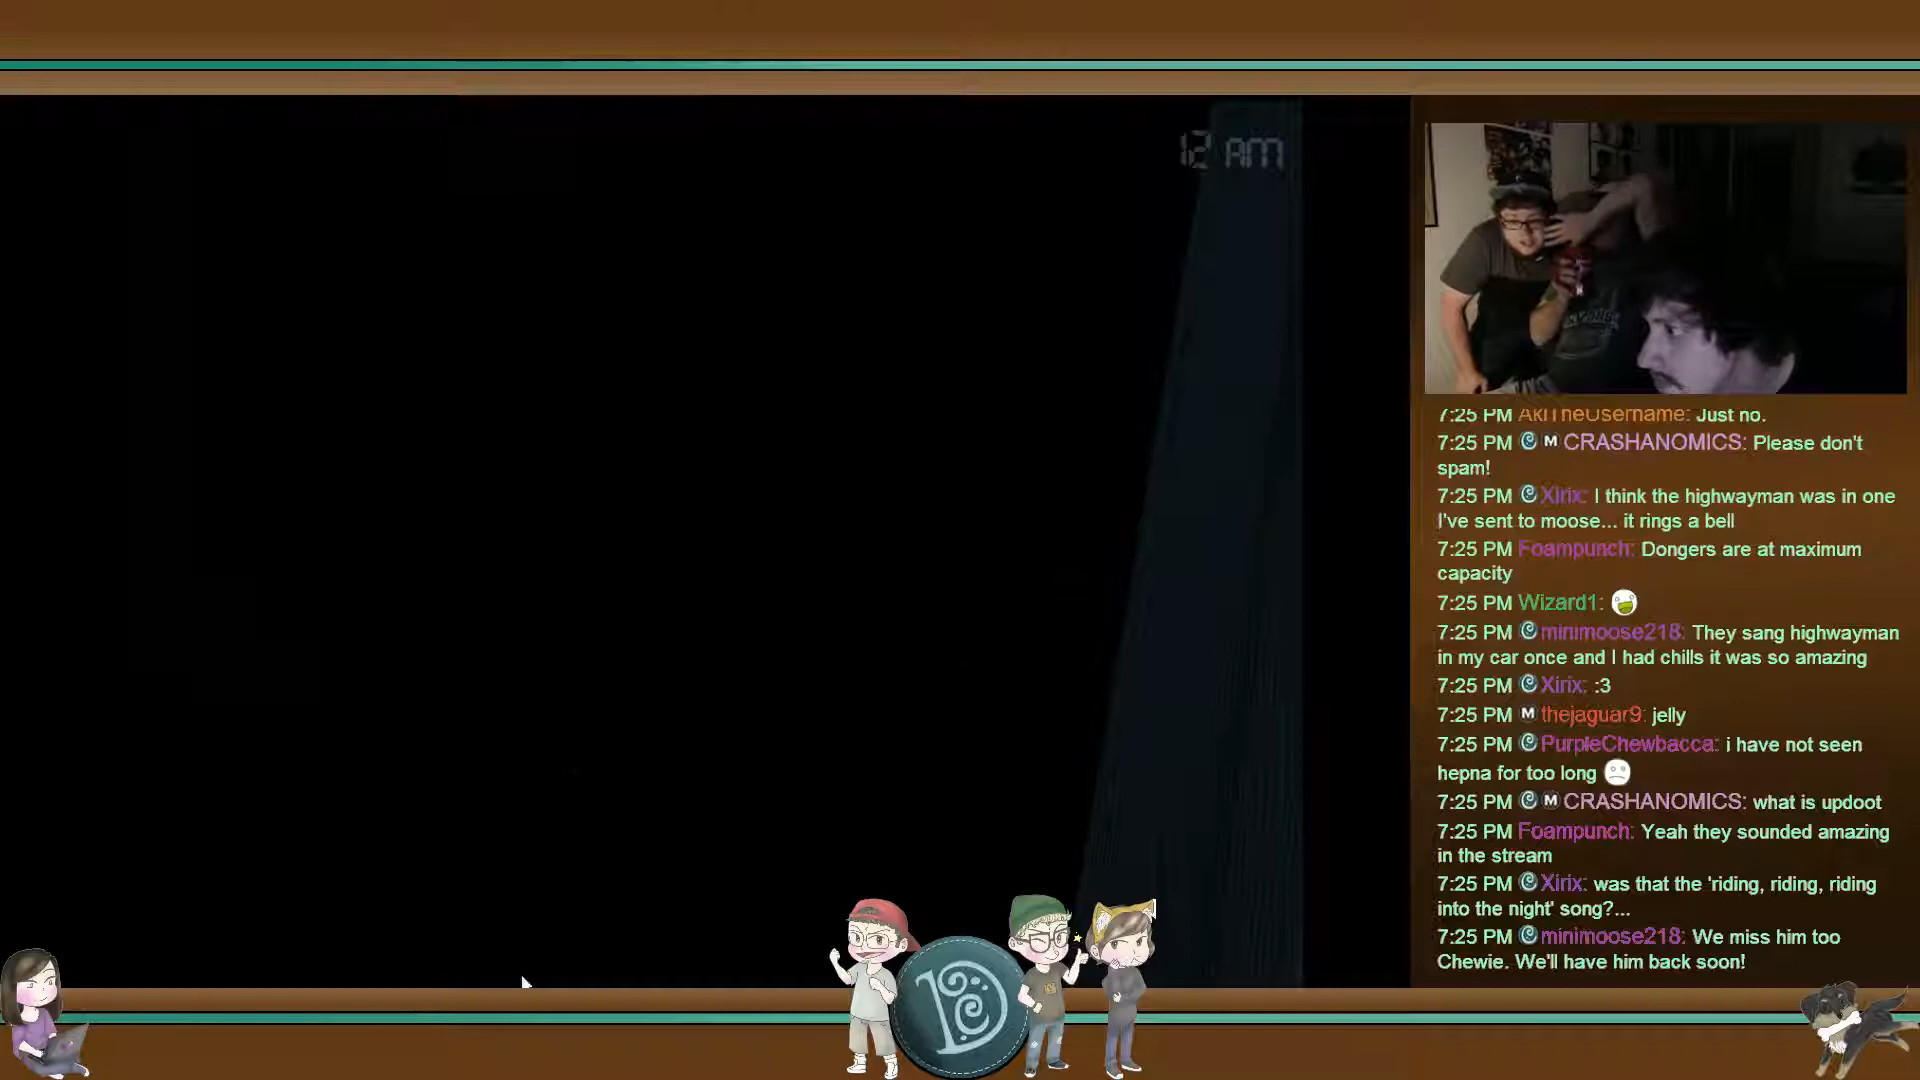 12 AM
7:25 PM AkiTheUsername: Just no.
7:25 PM M CRASHANOMICS: Please don't
spam!
7:25 PM Xirix: I think the highwayman was in one
I've sent to moose... it rings a bell
7:25 PM Foampunch: Dongers are at maximum
capacity
7:25 PM Wizard1:
7:25 PM minimoose218: They sang highwayman
in my car once and I had chills it was so amazing
7:25 PM Xirix: :3
7:25 PM M thejaguar9: jelly
7:25 PM PurpleChewbacca: i have not seen
hepna for too long
7:25 PM M CRASHANOMICS: what is updoot
7:25 PM Foampunch: Yeah they sounded amazing
in the stream
7:25 PM Xirix: was that the 'riding, riding, riding
into the night' song?...
7:25 PM minimoose218: We miss him too
Chewie. We'll have him back soon!
D